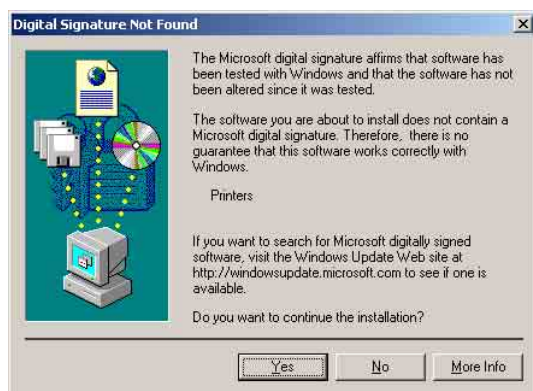 Digital Signature Not Found
The Microsoft digital signature affirms that software has
been tested with Windows and that the software has not
been altered since it was tested.
The software you are about to install does not contain a
Microsoft digital signature. Therefore, there is no
guarantee that this software works correctly with
Windows.
Printers
If you want to search for Microsoft digitally signed
software, visit the Windows Update Web site at
http://windowsupdate.microsoft.com to see if one is
available.
Do you want to continue the installation?
Yes
No
More Info